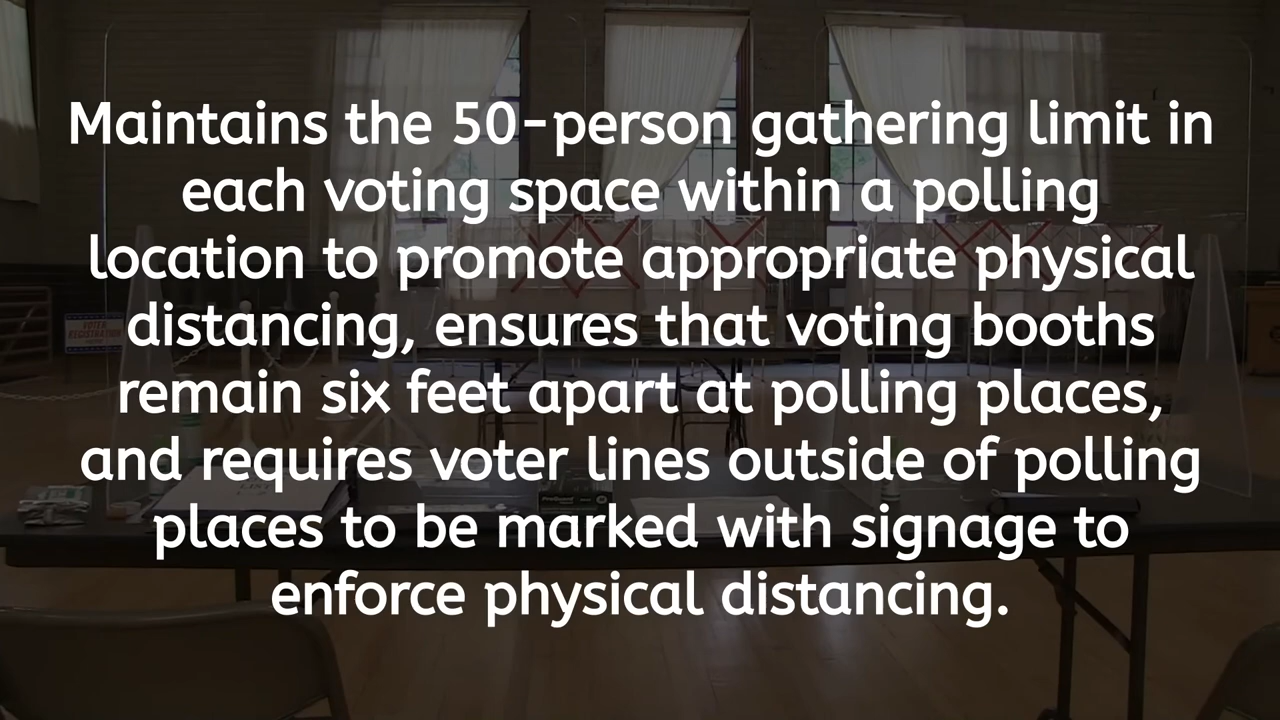 Maintains the 50-person gathering limit in
each voting space within a polling
location to promote appropriate physical
distancing, ensures that voting booths
remain six feet apart at polling places,
and requires voter lines outside of polling
places to be marked with signage to
enforce physical distancing.
VOTER
REGISTRATION